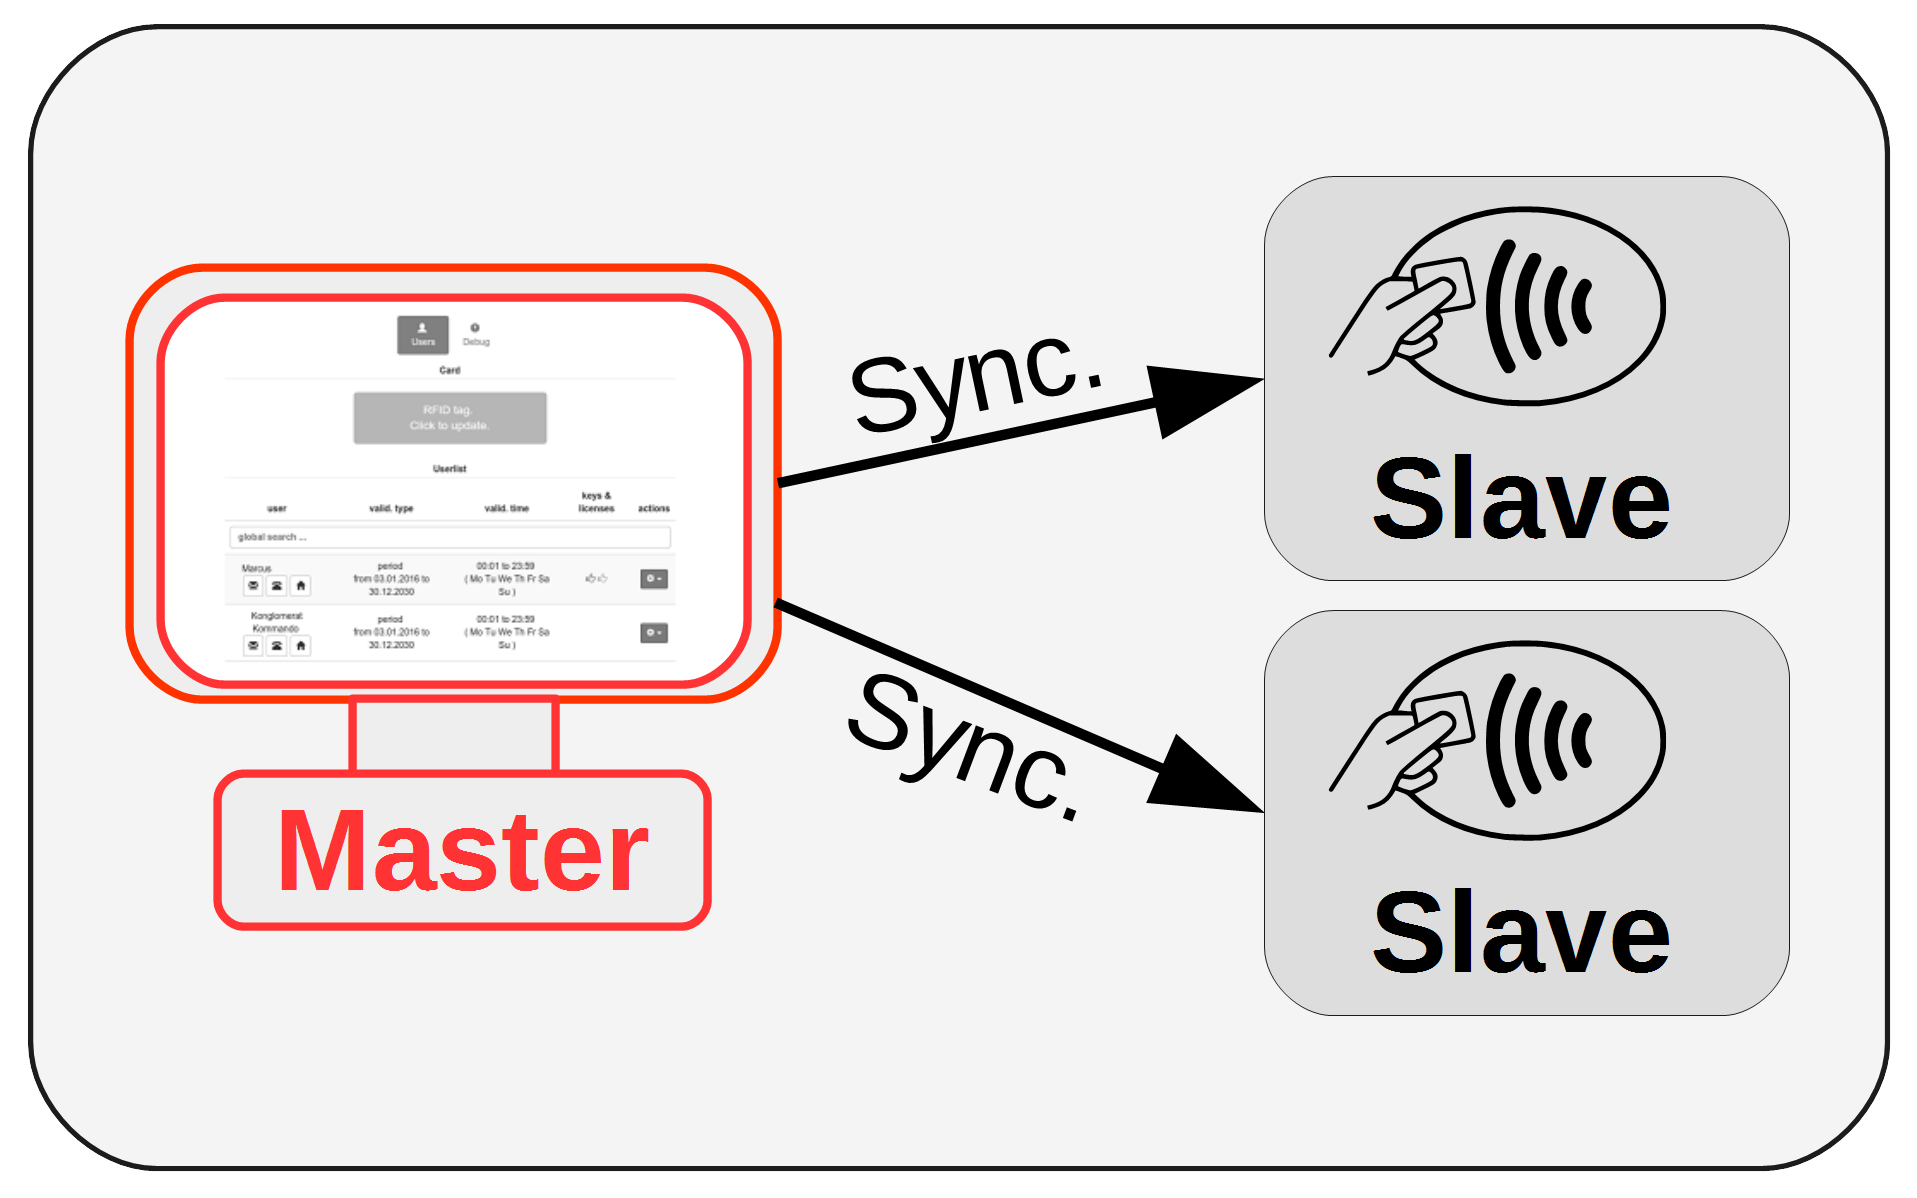 Users
Debug
Card
RFID tag.
Click to update.
Userlist
user valid. type valid. time keys & licenses actions
global search ...
Marcus
period
from 03.01.2016 to
30.12.2030
00:01 to 23:59
( Mo Tu We Th Fr Sa
Su )
Konglomerat
Kommando
period
from 03.01.2016 to
30.12.2030
00:01 to 23:59
( Mo Tu We Th Fr Sa
Su )
Master
Sync.
Sync.
Slave
Slave